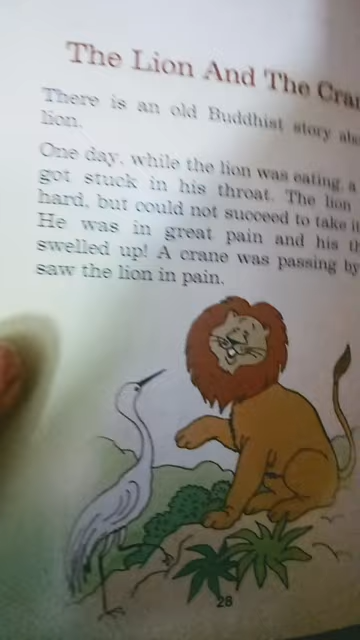 The Lion And The
There is an old Buddhist story
lion.
One day, while the lion was eating, a
got stuck in his throat. The lion
hard, but could not succeed to take it
He was in great pain and his
swelled up! A crane was passing by
saw the lion in pain.
28